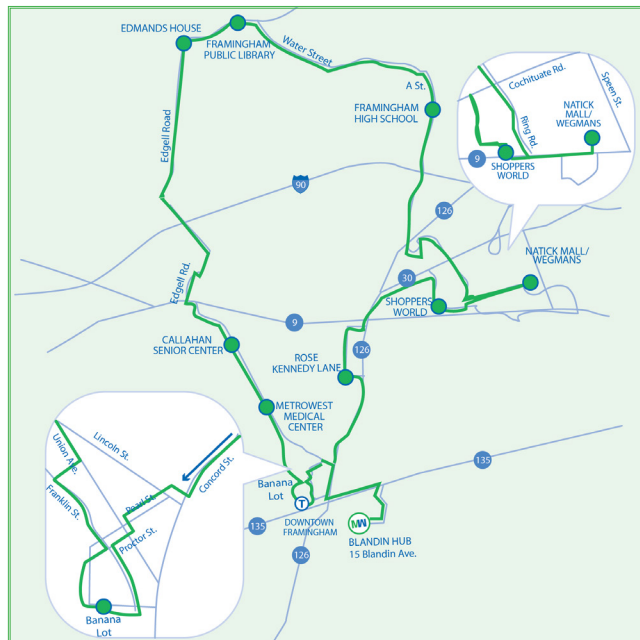 EDMANDS HOUSE
FRAMINGHAM
PUBLIC LIBRARY
Water Street
A St.
FRAMINGHAM
HIGH SCHOOL
Edgell Road
90
126
Cochituate Rd.
Speen St.
Ring Rd.
NATICK MALL/
WEGMANS
9
SHOPPERS
WORLD
NATICK MALL/
WEGMANS
30
SHOPPERS
WORLD
Edgell Rd.
9
CALLAHAN
SENIOR CENTER
126
ROSE
KENNEDY LANE
METROWEST
MEDICAL
CENTER
135
Banana
Lot
T
DOWNTOWN
FRAMINGHAM
135
126
MW
BLANDIN HUB
15 Blandin Ave.
Union Ave.
Lincoln St.
Concord St.
Franklin St.
Pearl St.
Proctor St.
Banana
Lot